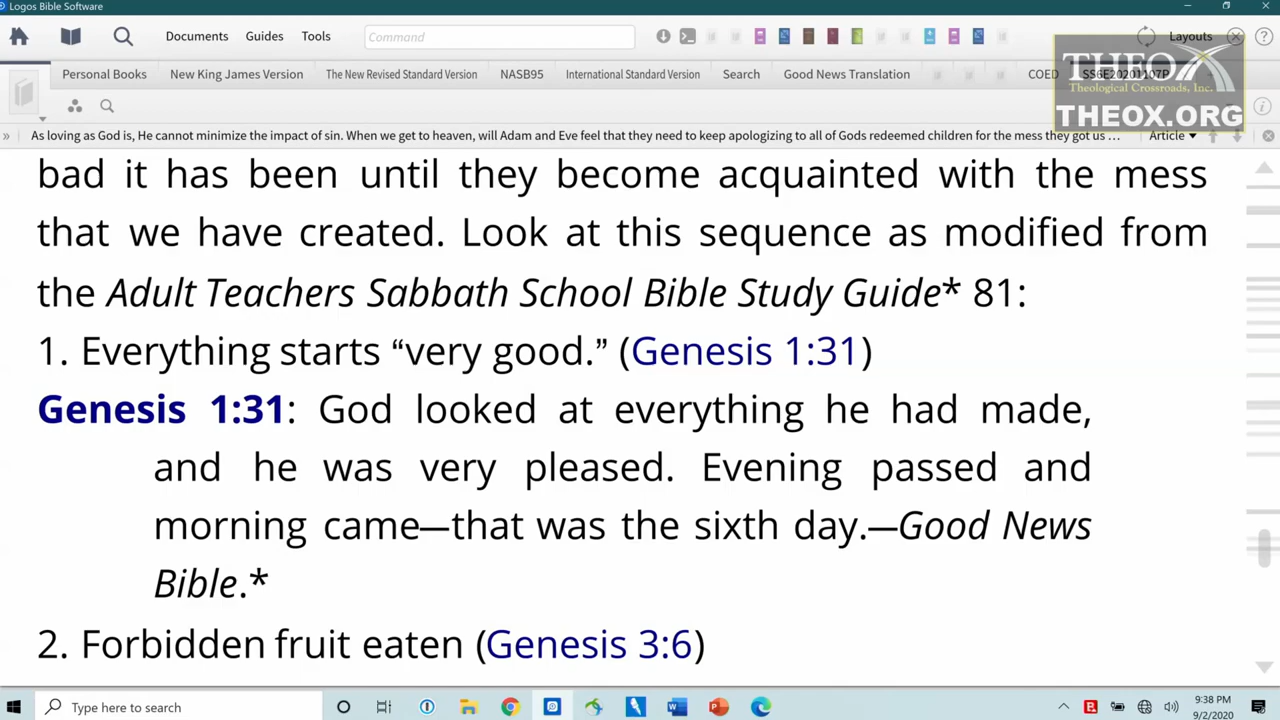 Logos Bible Software
Documents Guides Tools Command Layouts
Personal Books New King James Version The New Revised Standard Version NASB95 International Standard Version Search Good News Translation COED SS6E20201107P
THEOX
Theological Crossroads, Inc.
THEOX.ORG
» As loving as God is, He cannot minimize the impact of sin. When we get to heaven, will Adam and Eve feel that they need to keep apologizing to all of Gods redeemed children for the mess they got us ... Article
bad it has been until they become acquainted with the mess
that we have created. Look at this sequence as modified from
the Adult Teachers Sabbath School Bible Study Guide* 81:
1. Everything starts “very good.” (Genesis 1:31)
Genesis 1:31: God looked at everything he had made,
and he was very pleased. Evening passed and
morning came—that was the sixth day.—Good News
Bible.*
2. Forbidden fruit eaten (Genesis 3:6)
Type here to search
9:38 PM
9/2/2020